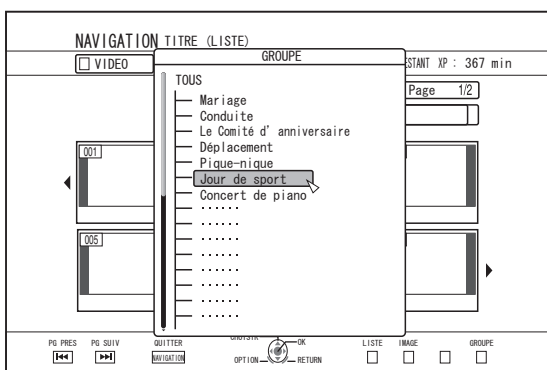 NAVIGATION TITRE (LISTE)
VIDEO
GROUPE
XP : 367 min
Page 1/2
TOUS
Mariage
Conduite
Le Comité d' anniversaire
Déplacement
Pique-nique
Jour de sport
Concert de piano
······
······
······
······
······
······
······
001
005
PG PRES PG SUIV QUITTER OK LISTE IMAGE GROUPE
NAVIGATION OPTION RETURN